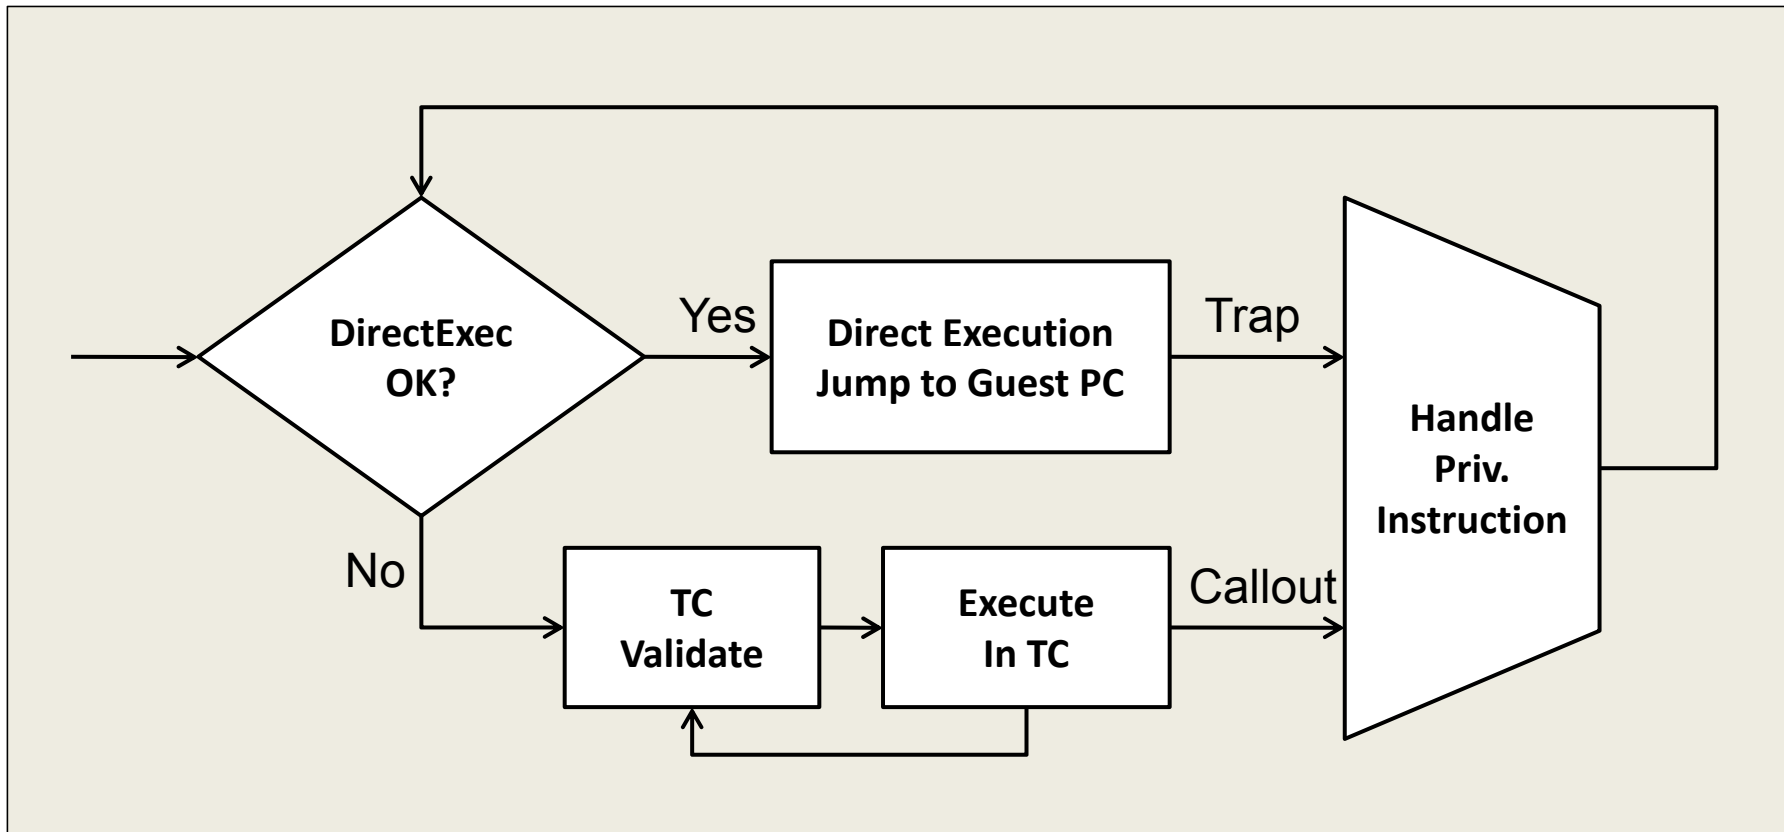 DirectExec
OK?
Yes
Direct Execution
Jump to Guest PC
Trap
Handle
Priv.
Instruction
No
TC
Validate
Execute
In TC
Callout